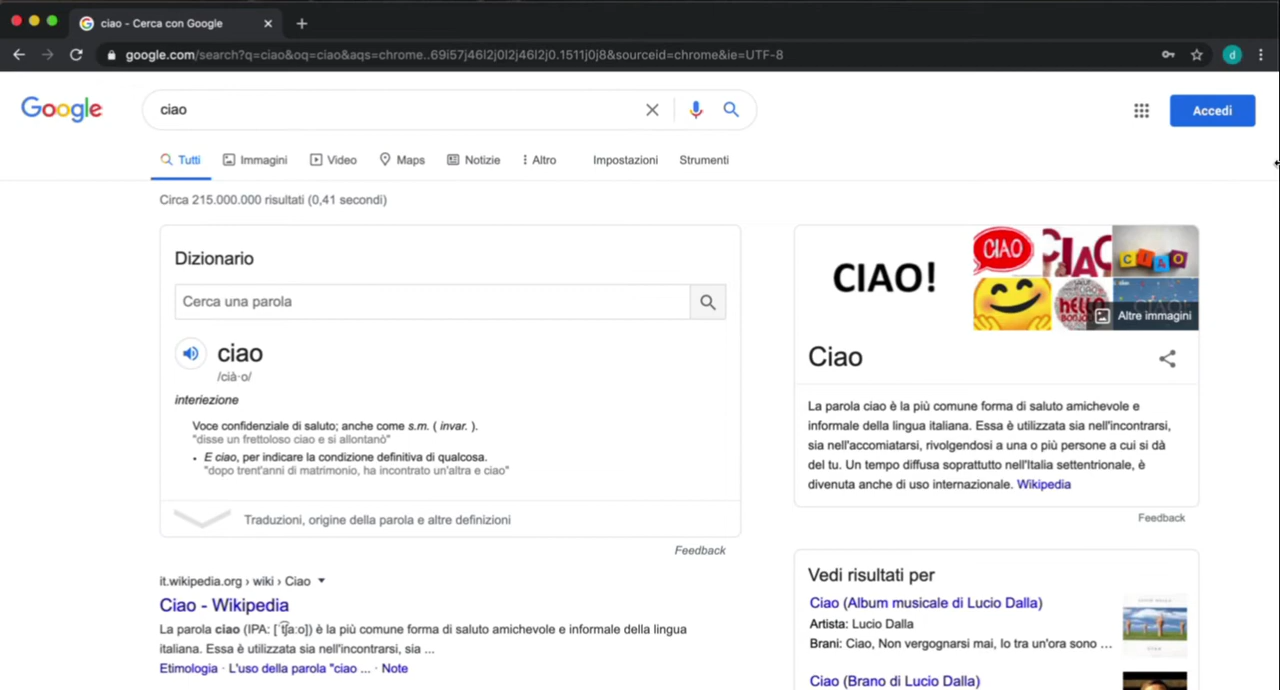 ciao - Cerca con Google
google.com/search?q=ciao&oq=ciao&aqs=chrome..69i57j46l2j0l2j46l2j0.1511j0j8&sourceid=chrome&ie=UTF-8
d
Google
ciao
Accedi
Tutti Immagini Video Maps Notizie Altro Impostazioni Strumenti
Circa 215.000.000 risultati (0,41 secondi)
Dizionario
Cerca una parola
ciao
/cià·o/
interiezione
Voce confidenziale di saluto; anche come s.m. ( invar. ).
"disse un frettoloso ciao e si allontanò"
• E ciao, per indicare la condizione definitiva di qualcosa.
"dopo trent'anni di matrimonio, ha incontrato un'altra e ciao"
Traduzioni, origine della parola e altre definizioni
Feedback
it.wikipedia.org › wiki › Ciao
Ciao - Wikipedia
La parola ciao (IPA: [ˈt͡ʃaːo]) è la più comune forma di saluto amichevole e informale della lingua
italiana. Essa è utilizzata sia nell'incontrarsi, sia ...
Etimologia · L'uso della parola "ciao ... · Note
CIAO!
CIAO
CIAO
CIAO
HELLO
BONJOUR
Altre immagini
Ciao
La parola ciao è la più comune forma di saluto amichevole e
informale della lingua italiana. Essa è utilizzata sia nell'incontrarsi,
sia nell'accomiatarsi, rivolgendosi a una o più persone a cui si dà
del tu. Un tempo diffusa soprattutto nell'Italia settentrionale, è
divenuta anche di uso internazionale. Wikipedia
Feedback
Vedi risultati per
Ciao (Album musicale di Lucio Dalla)
Artista: Lucio Dalla
Brani: Ciao, Non vergognarsi mai, Io tra un'ora sono ...
Ciao (Brano di Lucio Dalla)